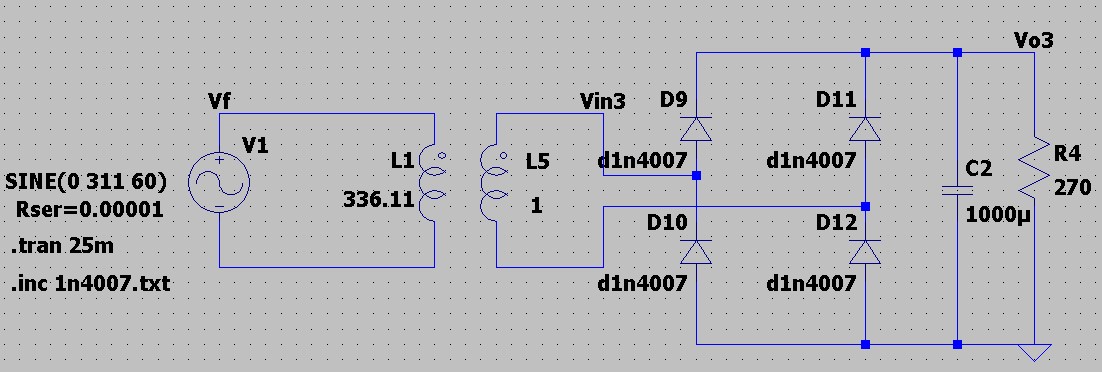 Vo3
Vf
Vin3
D9
D11
V1
L1
L5
d1n4007
d1n4007
R4
C2
SINE(0 311 60)
336.11
1
270
Rser=0.00001
1000µ
D10
D12
.tran 25m
.inc 1n4007.txt
d1n4007
d1n4007